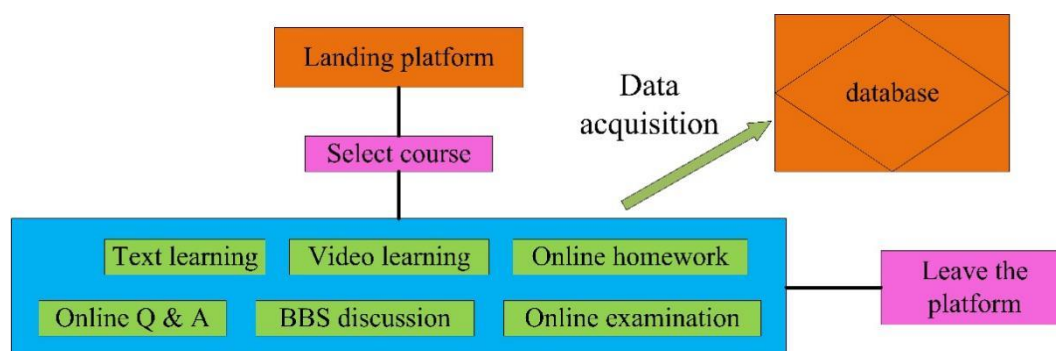 Landing platform
Data
acquisition
database
Select course
Text learning
Video learning
Online homework
Online Q & A
BBS discussion
Online examination
Leave the
platform